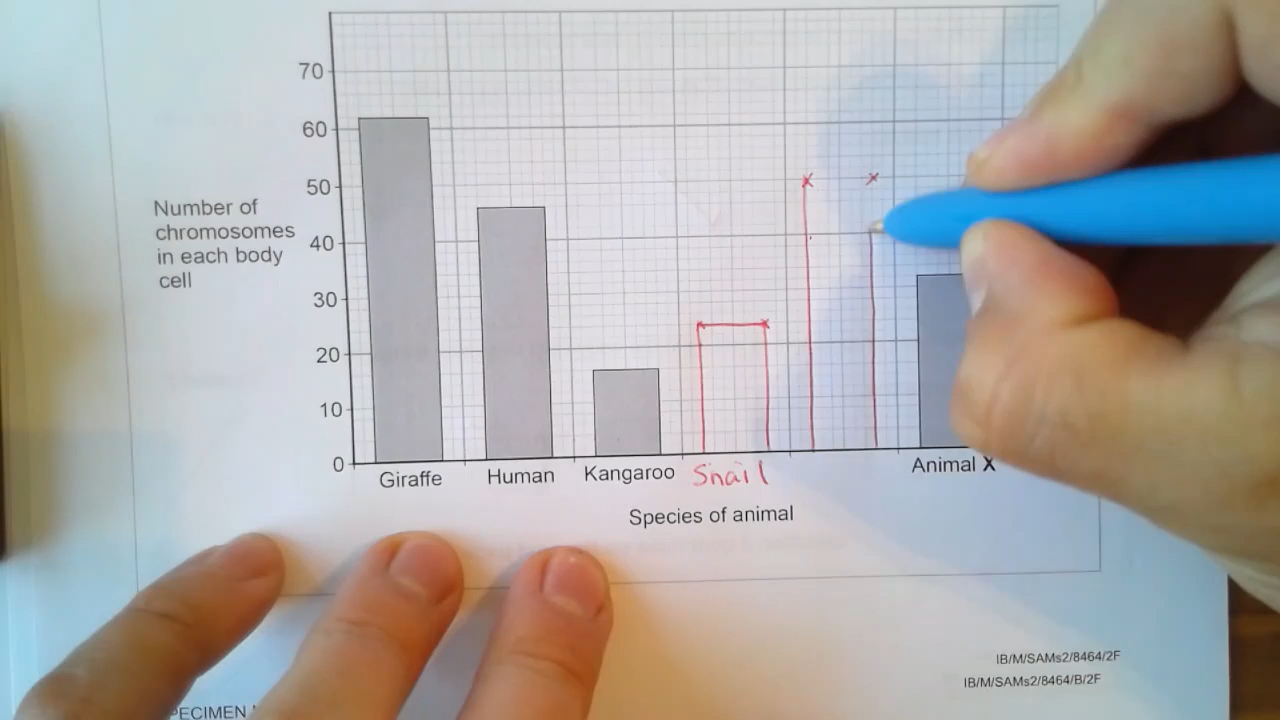 70
60
50
40
30
20
10
0
Number of
chromosomes
in each body
cell
Giraffe
Human
Kangaroo
Snail
Animal X
Species of animal
IB/M/SAMs2/8464/2F
IB/M/SAMs2/8464/B/2F
PECIMEN